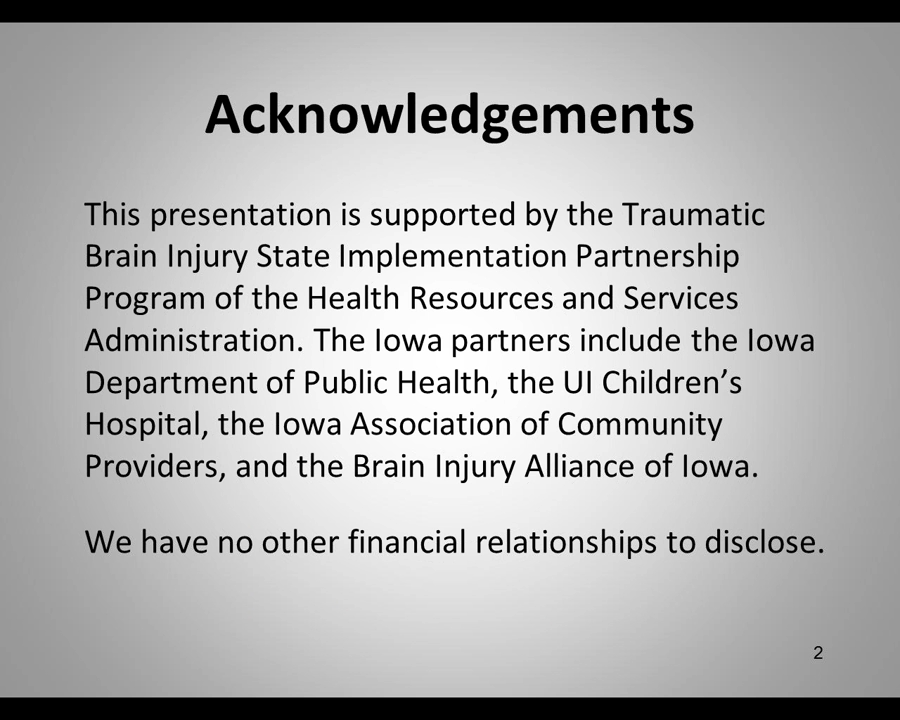 Acknowledgements
This presentation is supported by the Traumatic
Brain Injury State Implementation Partnership
Program of the Health Resources and Services
Administration. The Iowa partners include the Iowa
Department of Public Health, the UI Children’s
Hospital, the Iowa Association of Community
Providers, and the Brain Injury Alliance of Iowa.
We have no other financial relationships to disclose.
2